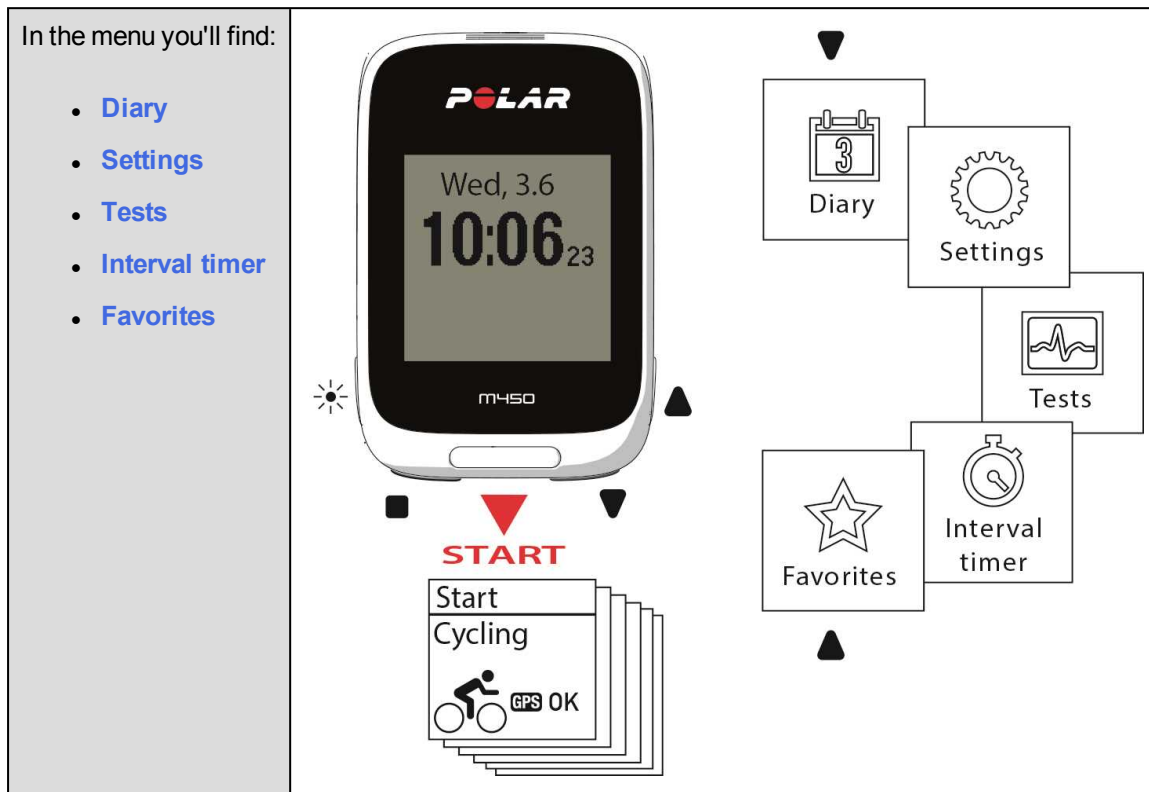 In the menu you'll find:
Diary
Settings
Tests
Interval timer
Favorites
POLAR
Wed, 3.6
10:06 23
M450
START
Start
Cycling
GPS OK
3
Diary
Settings
Tests
Interval
timer
Favorites